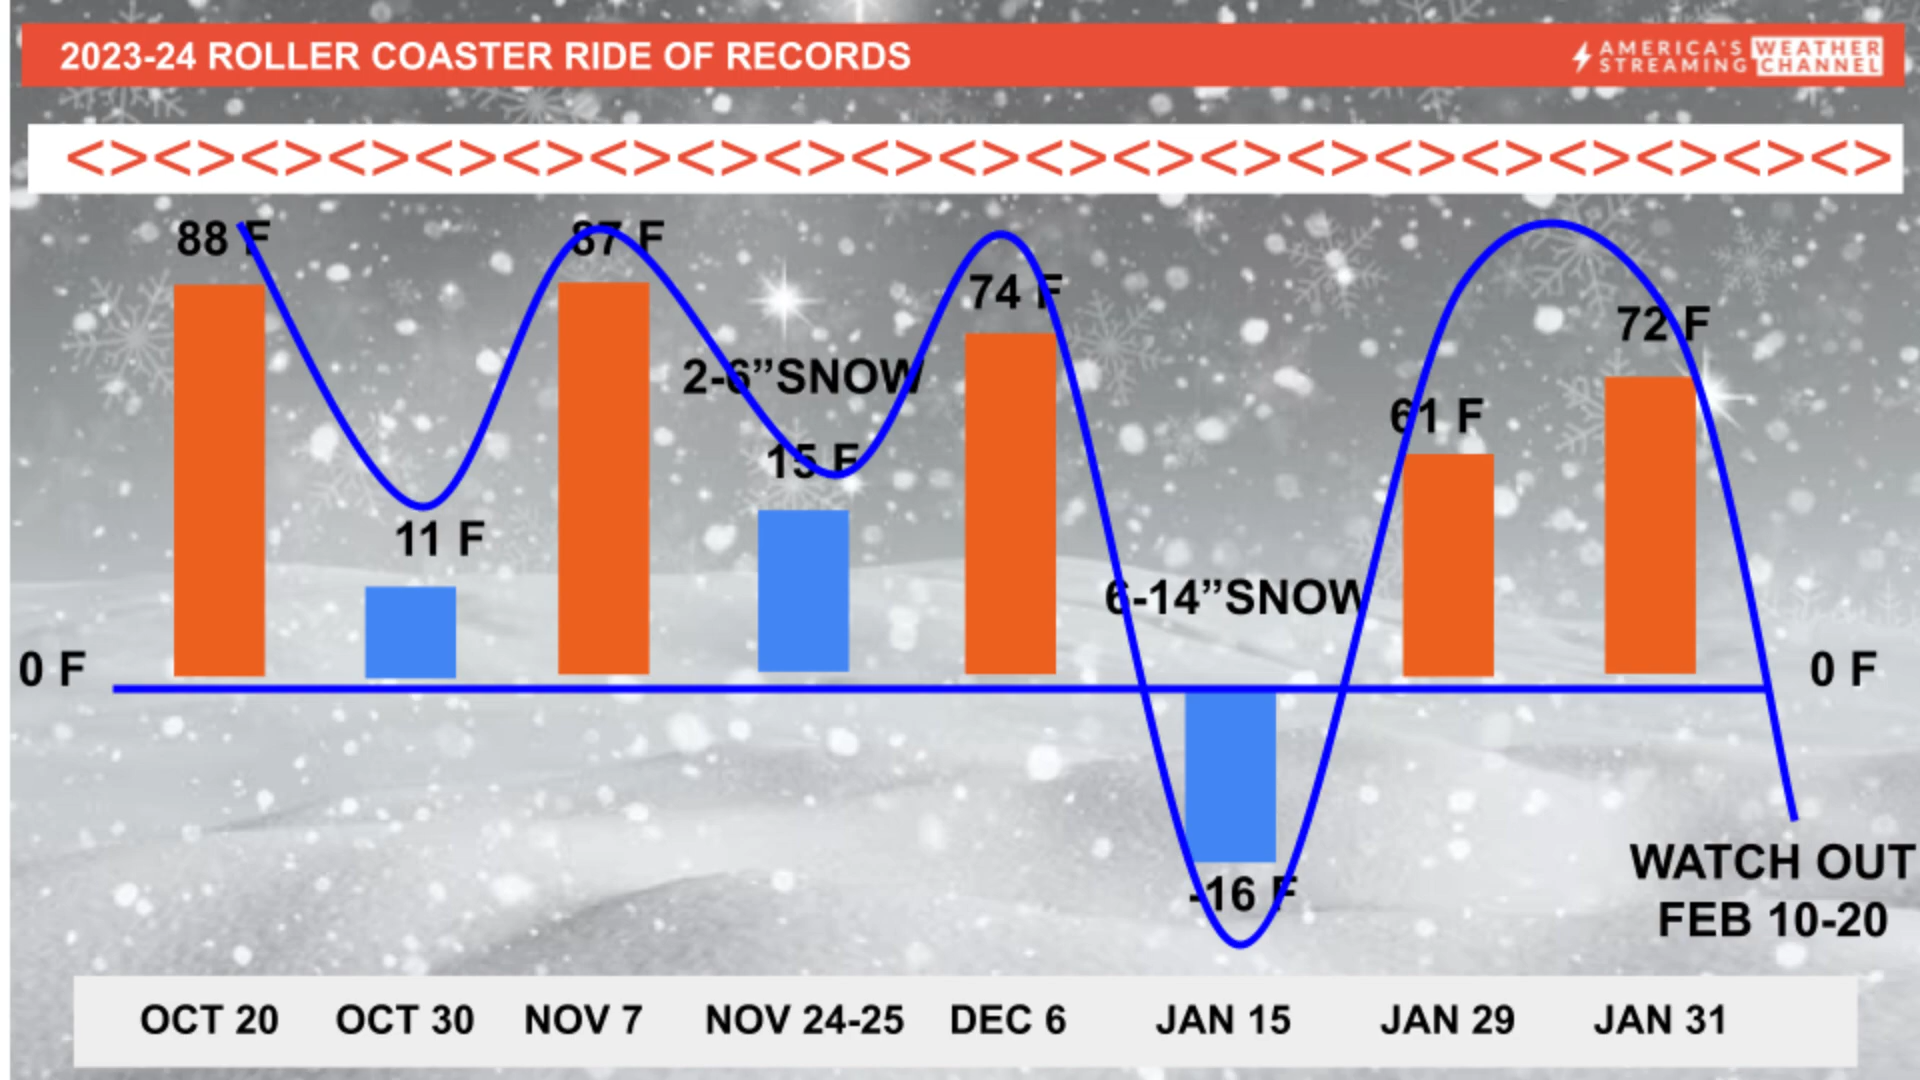 2023-24 ROLLER COASTER RIDE OF RECORDS
AMERICA'S
STREAMING
WEATHER
CHANNEL
<><><><><><><><><><><><><><><><><><><><><>
88 F
87 F
74 F
72 F
2-6”SNOW
61 F
15 F
11 F
6-14”SNOW
0 F
0 F
-16 F
WATCH OUT
FEB 10-20
OCT 20
OCT 30
NOV 7
NOV 24-25
DEC 6
JAN 15
JAN 29
JAN 31